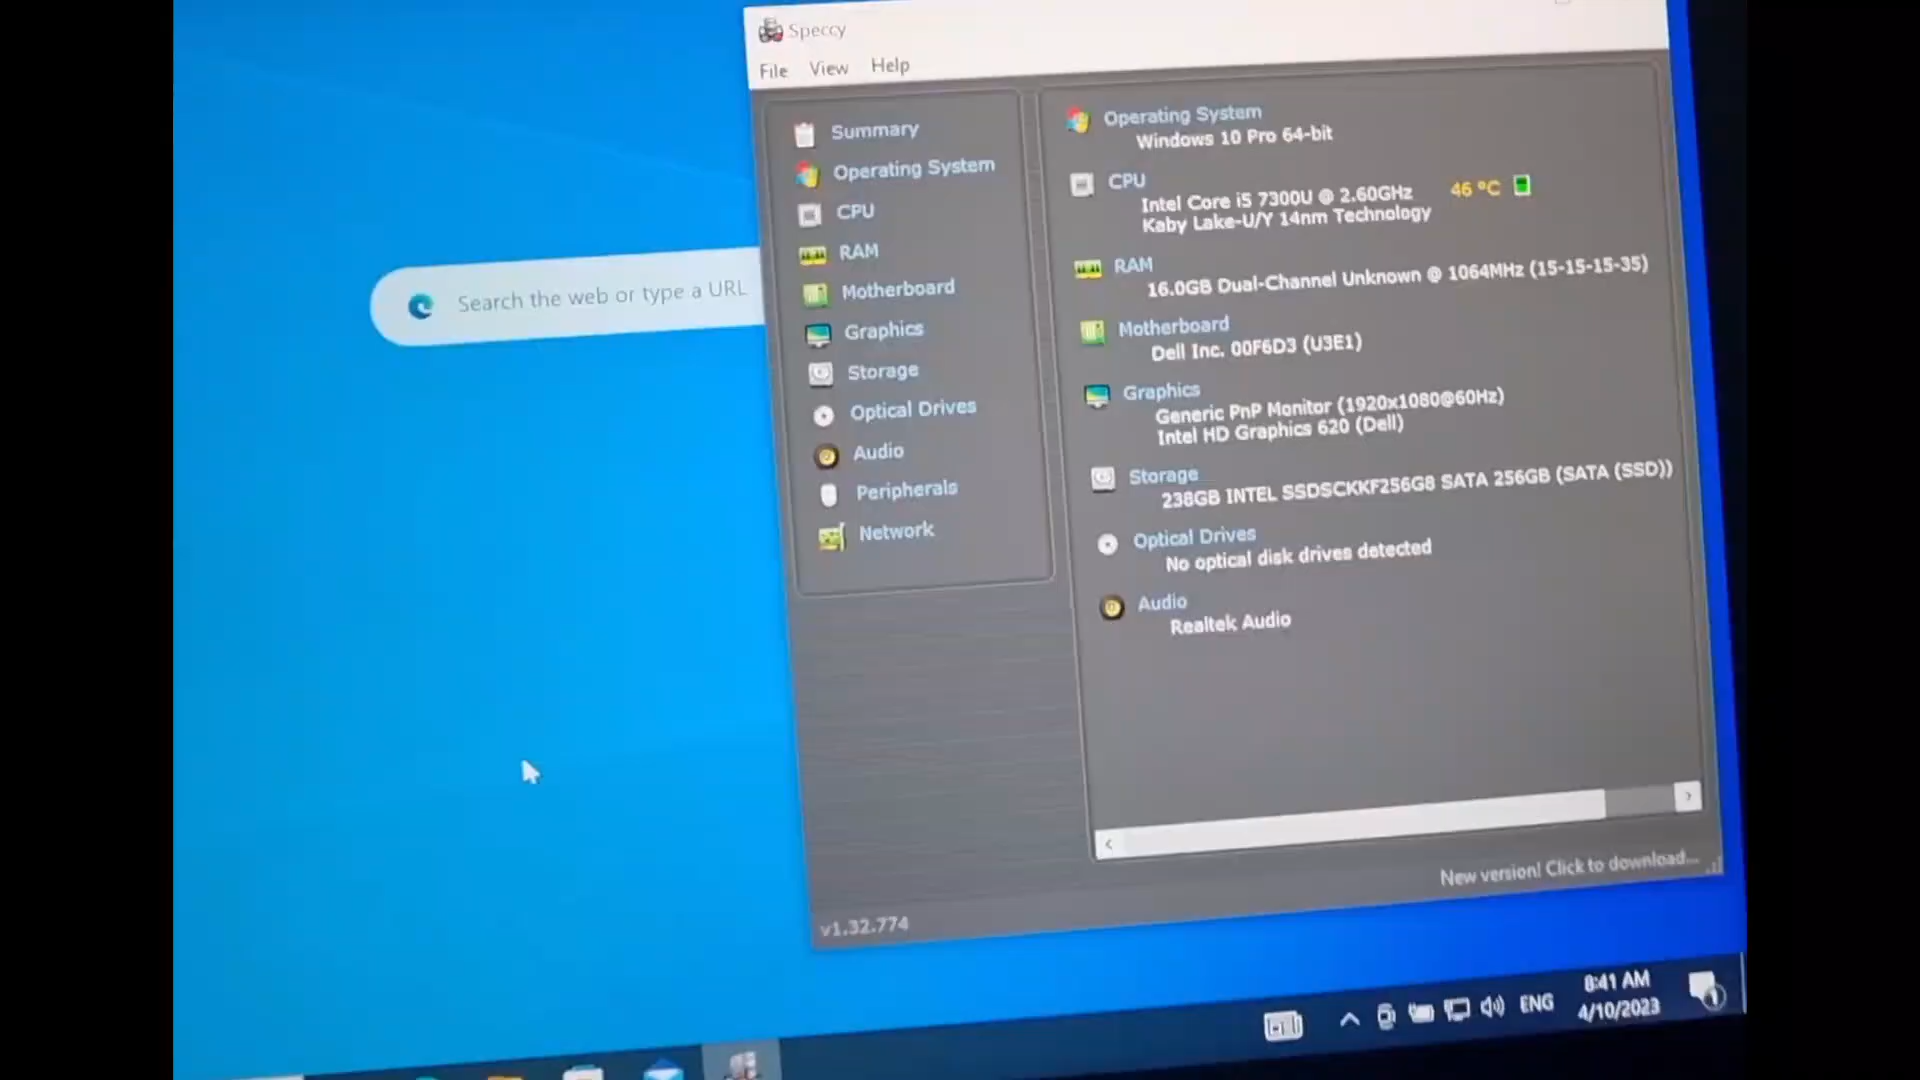 Speccy
File View Help
Summary
Operating System
CPU
RAM
Motherboard
Graphics
Storage
Optical Drives
Audio
Peripherals
Network
Operating System
Windows 10 Pro 64-bit
CPU
Intel Core i5 7300U @ 2.60GHz 46 °C
Kaby Lake-U/Y 14nm Technology
RAM
16.0GB Dual-Channel Unknown @ 1064MHz (15-15-15-35)
Motherboard
Dell Inc. 00F6D3 (U3E1)
Graphics
Generic PnP Monitor (1920x1080@60Hz)
Intel HD Graphics 620 (Dell)
Storage
238GB INTEL SSDSCKKF256G8 SATA 256GB (SATA (SSD))
Optical Drives
No optical disk drives detected
Audio
Realtek Audio
Search the web or type a URL
New version! Click to download...
v1.32.774
ENG
8:41 AM
4/10/2023
1